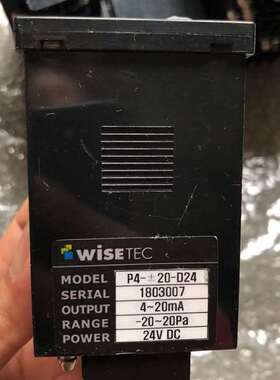 WISETEC
MODEL P4-±20-D24
SERIAL 1803007
OUTPUT 4~20mA
RANGE -20~20Pa
POWER 24V DC